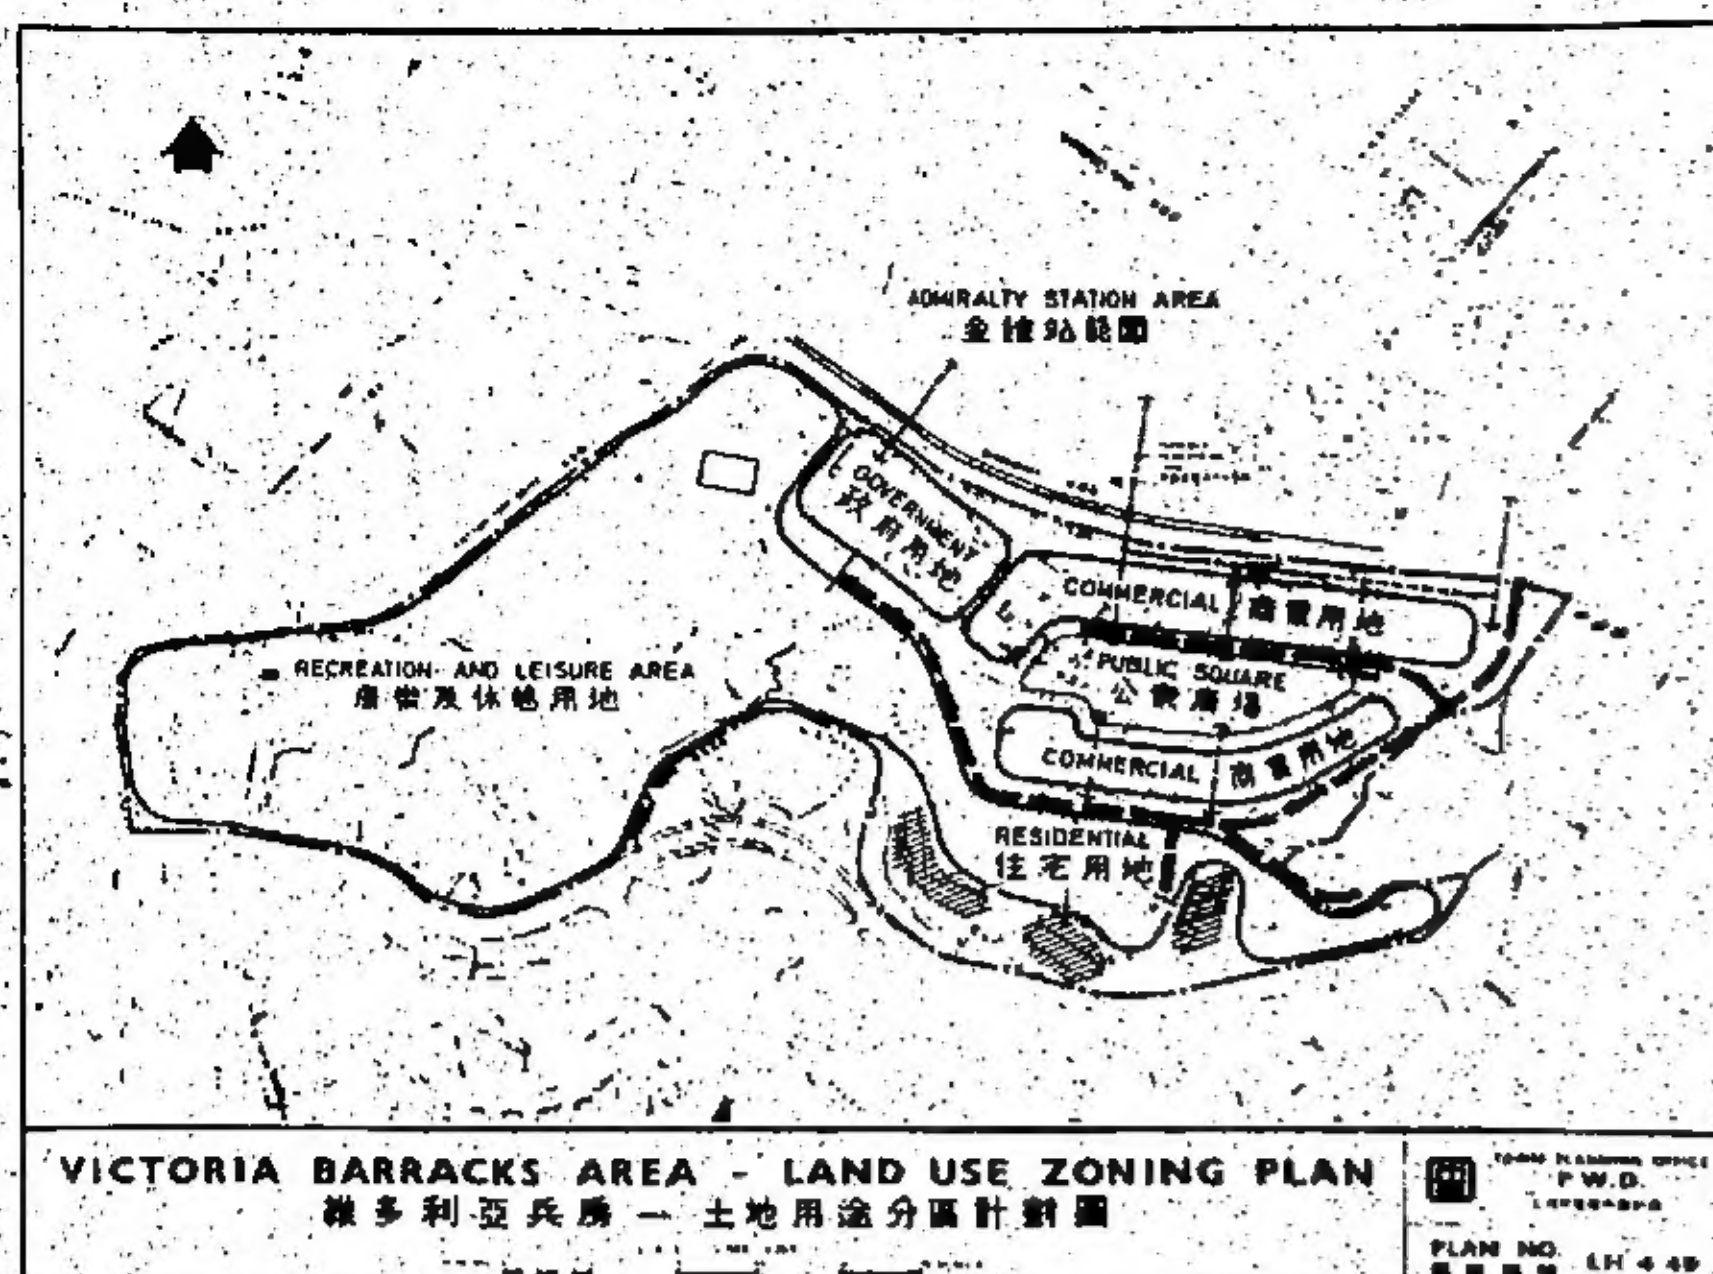 ADMIRALTY STATION AREA
金鐘站範圍
GOVERNMENT
政府用地
COMMERCIAL 商業用地
PUBLIC SQUARE
公眾廣場
COMMERCIAL 商業用地
RECREATION AND LEISURE AREA
康樂及休憩用地
RESIDENTIAL
住宅用地
VICTORIA BARRACKS AREA - LAND USE ZONING PLAN
維多利亞兵房 — 土地用途分區計劃圖
TOWN PLANNING OFFICE
P.W.D.
PLAN NO.